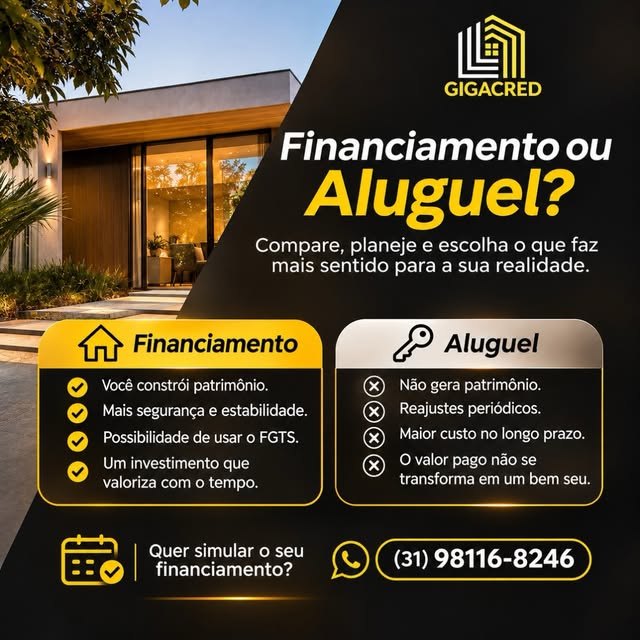 GIGACRED
Financiamento ou
Aluguel?
Compare, planeje e escolha o que faz
mais sentido para a sua realidade.
Financiamento
Você constrói patrimônio.
Mais segurança e estabilidade.
Possibilidade de usar o FGTS.
Um investimento que
valoriza com o tempo.
Aluguel
Não gera patrimônio.
Reajustes periódicos.
Maior custo no longo prazo.
O valor pago não se
transforma em um bem seu.
Quer simular o seu
financiamento?
(31) 98116-8246